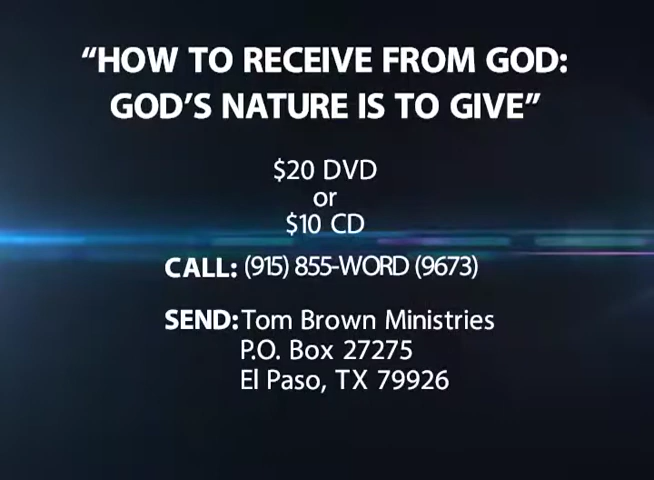 “HOW TO RECEIVE FROM GOD:
GOD’S NATURE IS TO GIVE”
$20 DVD
or
$10 CD
CALL: (915) 855-WORD (9673)
SEND: Tom Brown Ministries
P.O. Box 27275
El Paso, TX 79926